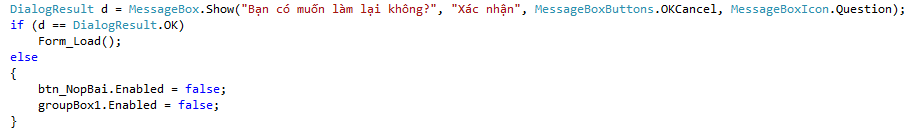 DialogResult d = MessageBox.Show("Bạn có muốn làm lại không?", "Xác nhận", MessageBoxButtons.OKCancel, MessageBoxIcon.Question);
if (d == DialogResult.OK)
    Form_Load();
else
{
    btn_NopBai.Enabled = false;
    groupBox1.Enabled = false;
}